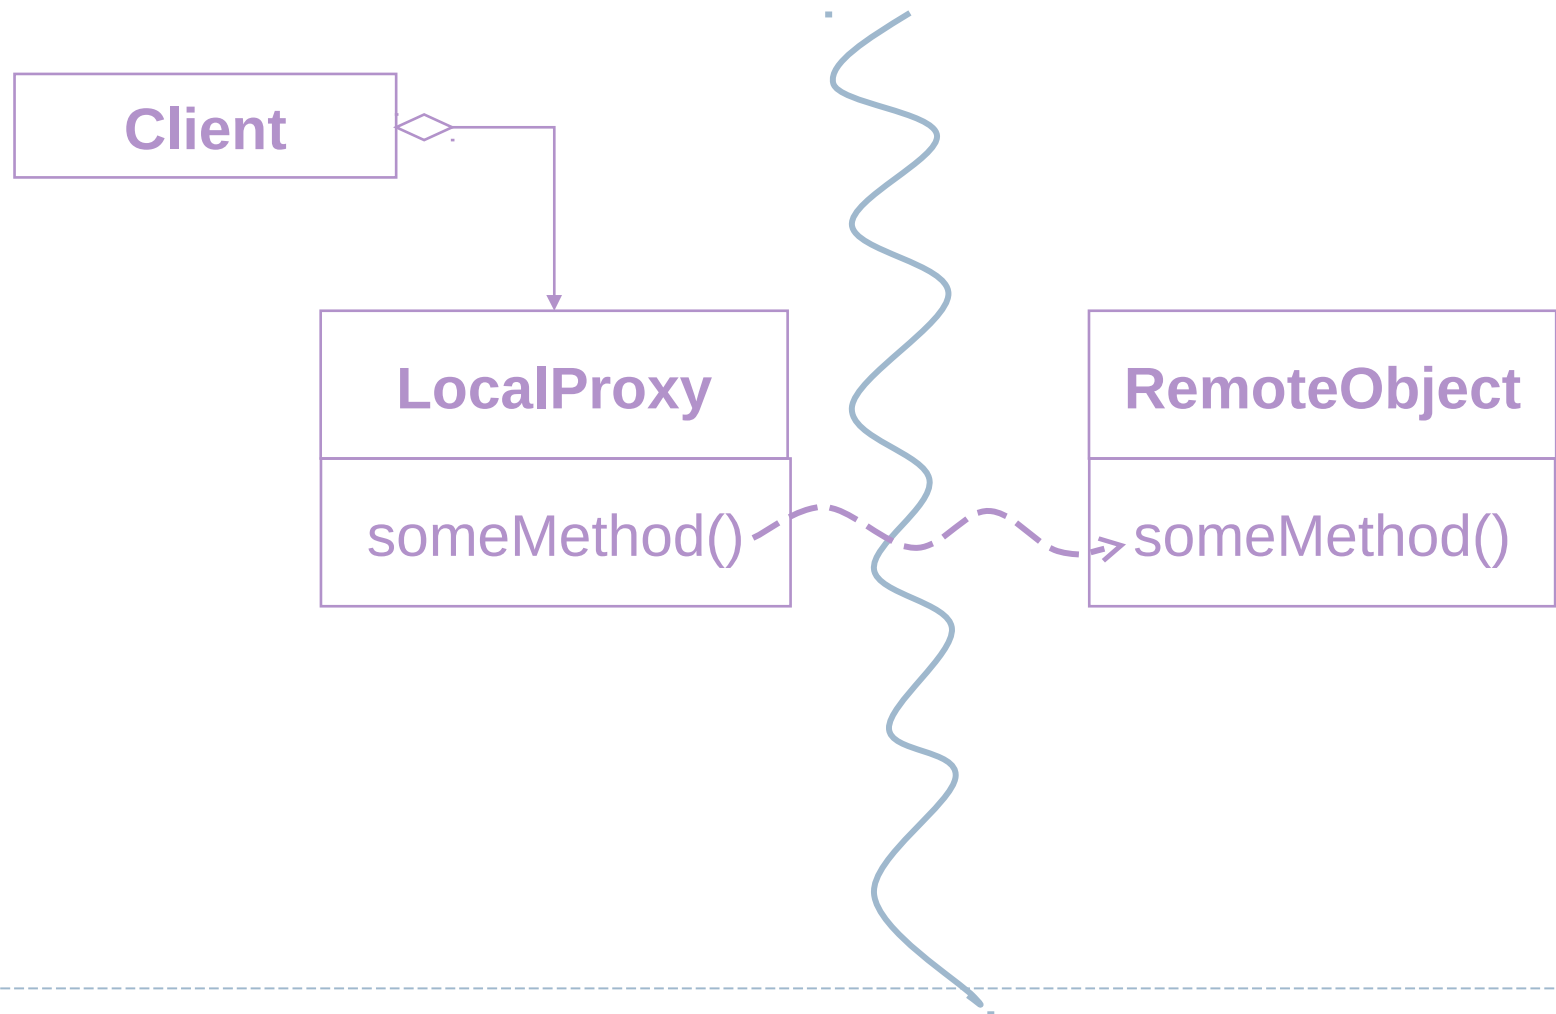 Client
LocalProxy
RemoteObject
someMethod()
someMethod()